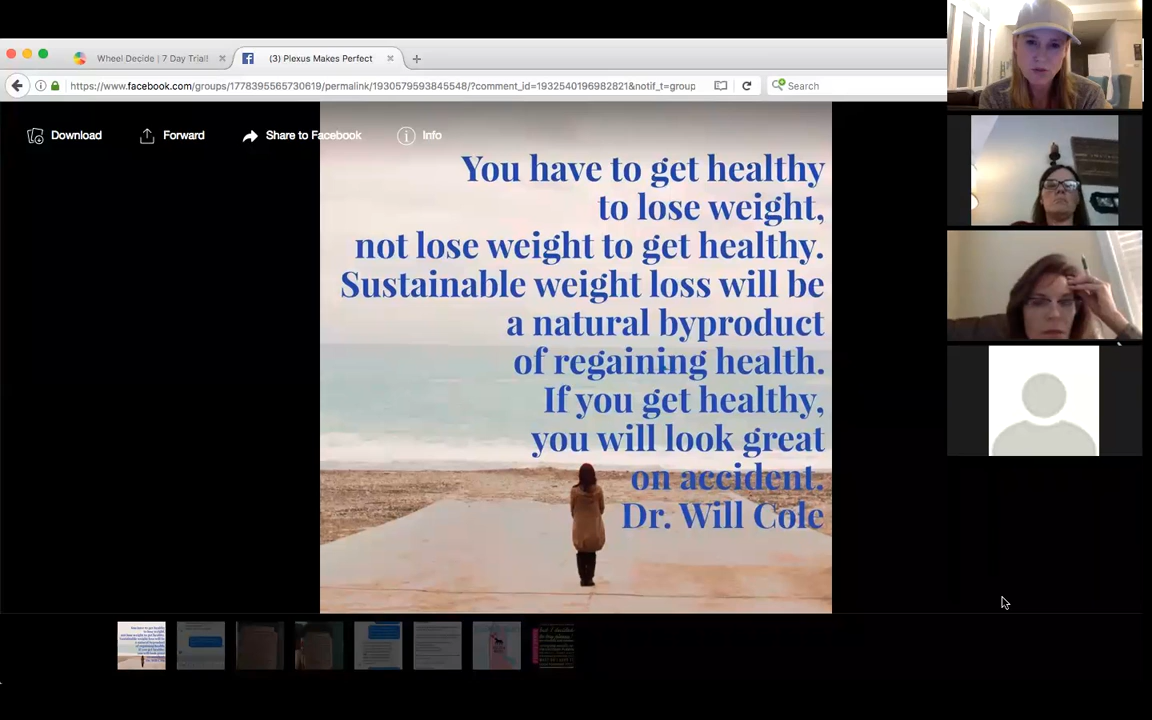 Wheel Decide | 7 Day Trial!
(3) Plexus Makes Perfect
https://www.facebook.com/groups/1778395565730619/permalink/1930579593845548/?comment_id=1932540196982821&notif_t=group
Search
Download
Forward
Share to Facebook
Info
You have to get healthy
to lose weight,
not lose weight to get healthy.
Sustainable weight loss will be
a natural byproduct
of regaining health.
If you get healthy,
you will look great
on accident.
Dr. Will Cole